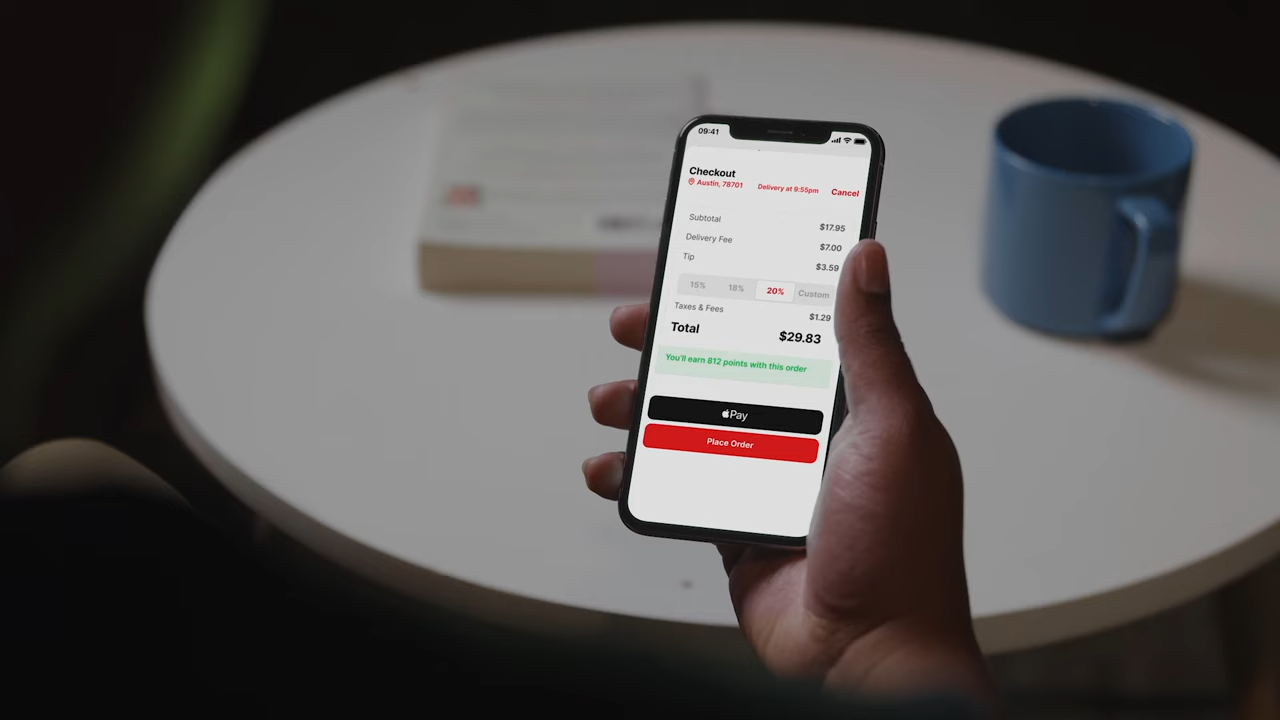 09:41
Checkout
Austin, 78701 Delivery at 9:55pm Cancel
Subtotal $17.95
Delivery Fee $7.00
Tip $3.59
15% 18% 20% Custom
Taxes & Fees $1.29
Total $29.83
You'll earn 812 points with this order
Pay
Place Order